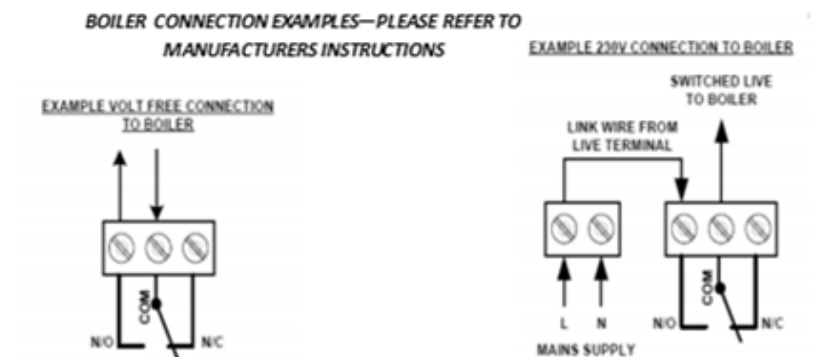 BOILER CONNECTION EXAMPLES—PLEASE REFER TO
MANUFACTURERS INSTRUCTIONS
EXAMPLE VOLT FREE CONNECTION
TO BOILER
COM
N/O
N/C
EXAMPLE 230V CONNECTION TO BOILER
SWITCHED LIVE
TO BOILER
LINK WIRE FROM
LIVE TERMINAL
COM
L
N
N/O
N/C
MAINS SUPPLY